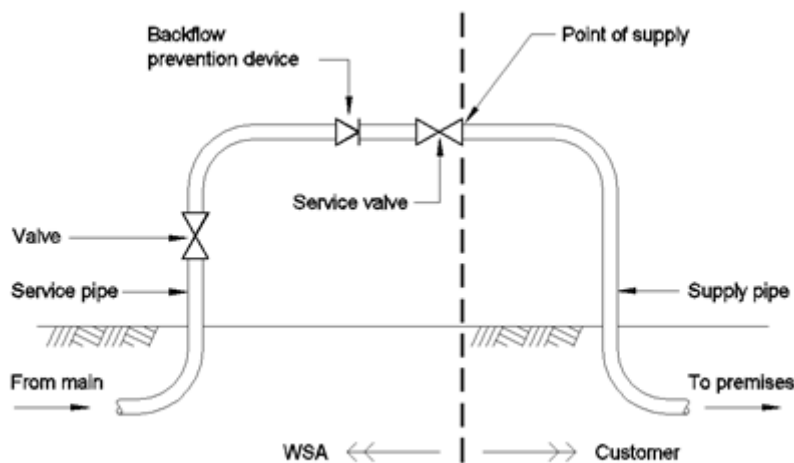 Backflow
prevention device
Point of supply
Service valve
Valve
Service pipe
Supply pipe
From main
To premises
WSA
Customer